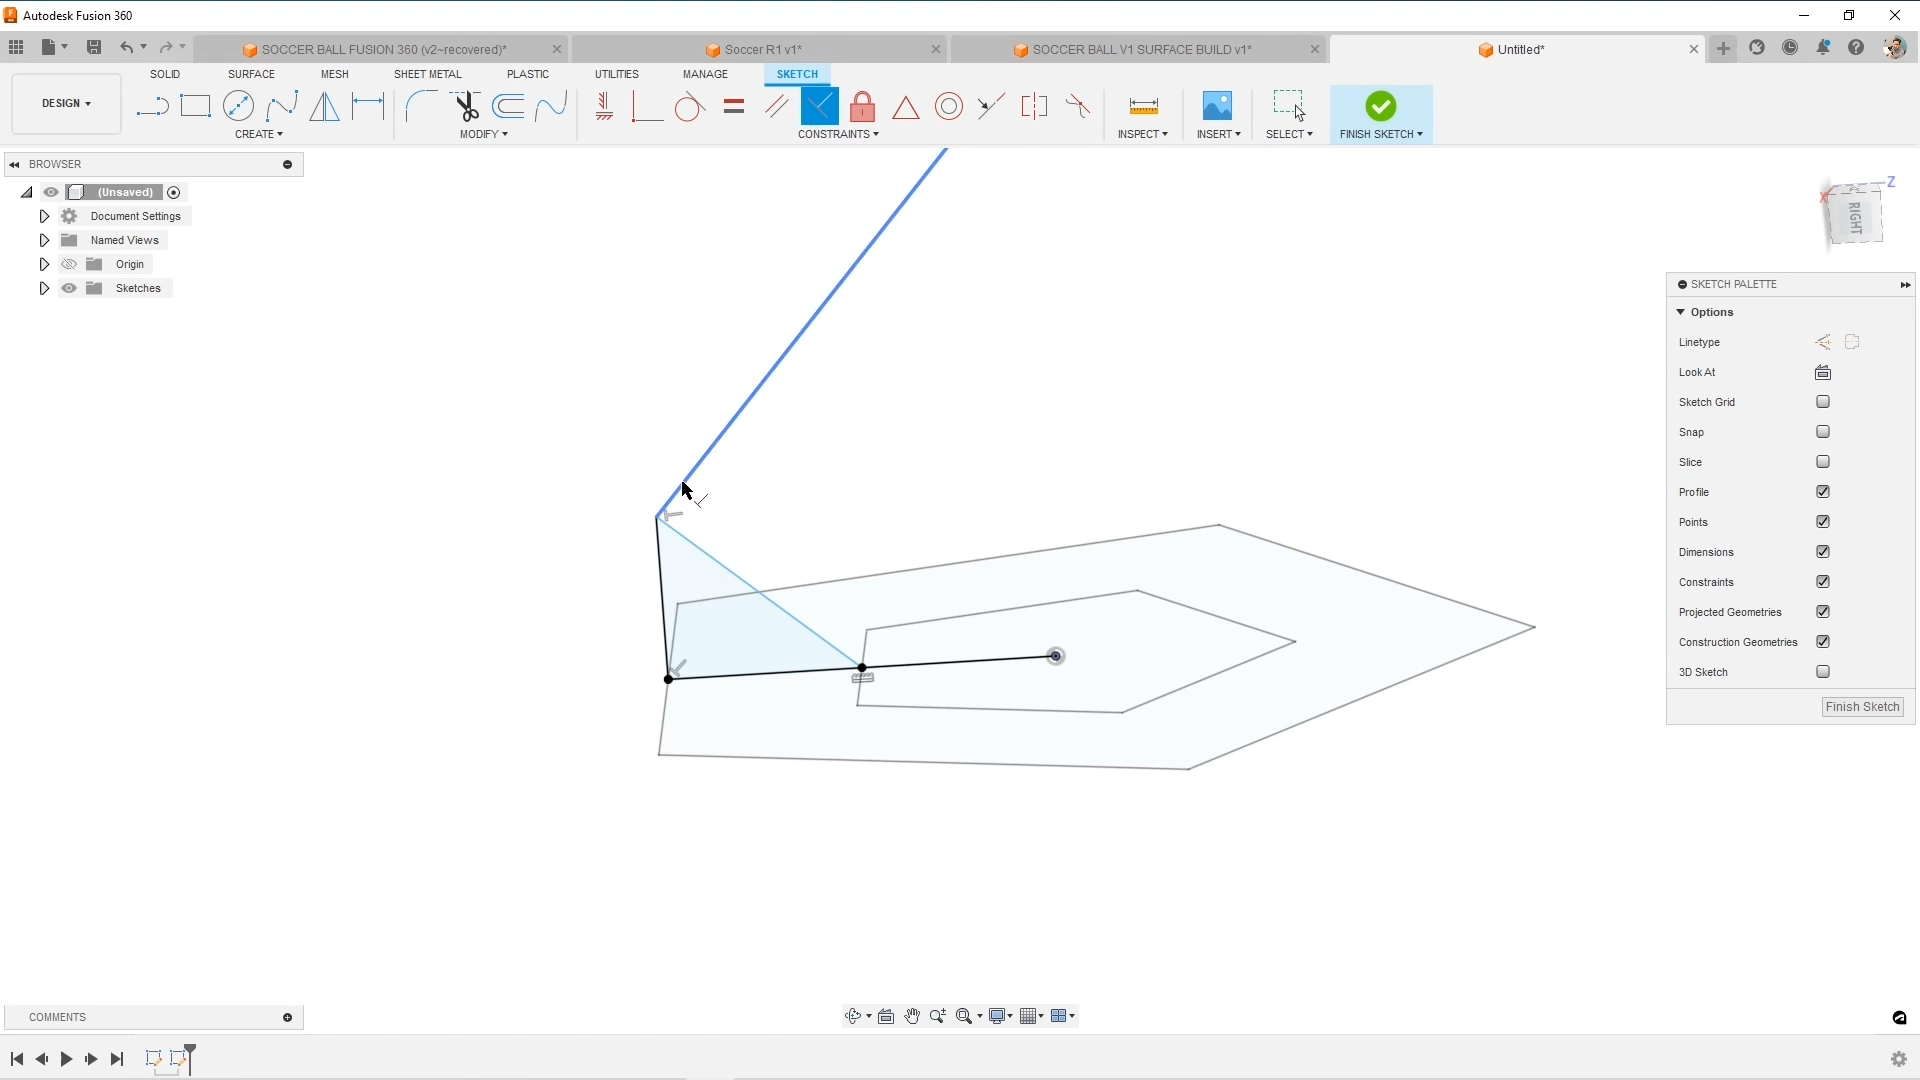 Autodesk Fusion 360
SOCCER BALL FUSION 360 (v2~recovered)*
Soccer R1 v1*
SOCCER BALL V1 SURFACE BUILD v1*
Untitled*
DESIGN
SOLID
SURFACE
MESH
SHEET METAL
PLASTIC
UTILITIES
MANAGE
SKETCH
CREATE
MODIFY
CONSTRAINTS
INSPECT
INSERT
SELECT
FINISH SKETCH
BROWSER
(Unsaved)
Document Settings
Named Views
Origin
Sketches
Z
X
RIGHT
SKETCH PALETTE
Options
Linetype
Look At
Sketch Grid
Snap
Slice
Profile
Points
Dimensions
Constraints
Projected Geometries
Construction Geometries
3D Sketch
Finish Sketch
COMMENTS